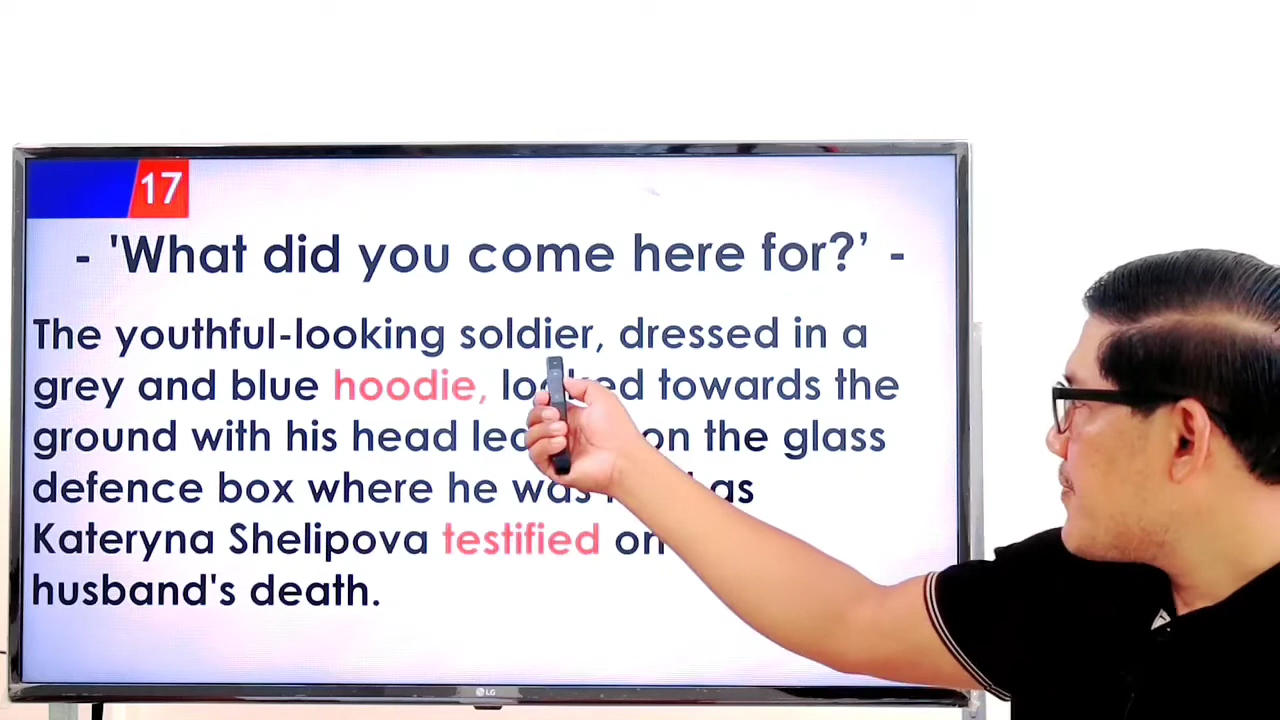 17
- 'What did you come here for?’ -
The youthful-looking soldier, dressed in a
grey and blue hoodie, looked towards the
ground with his head on the glass
defence box where he was as
Kateryna Shelipova testified on
husband's death.
LG